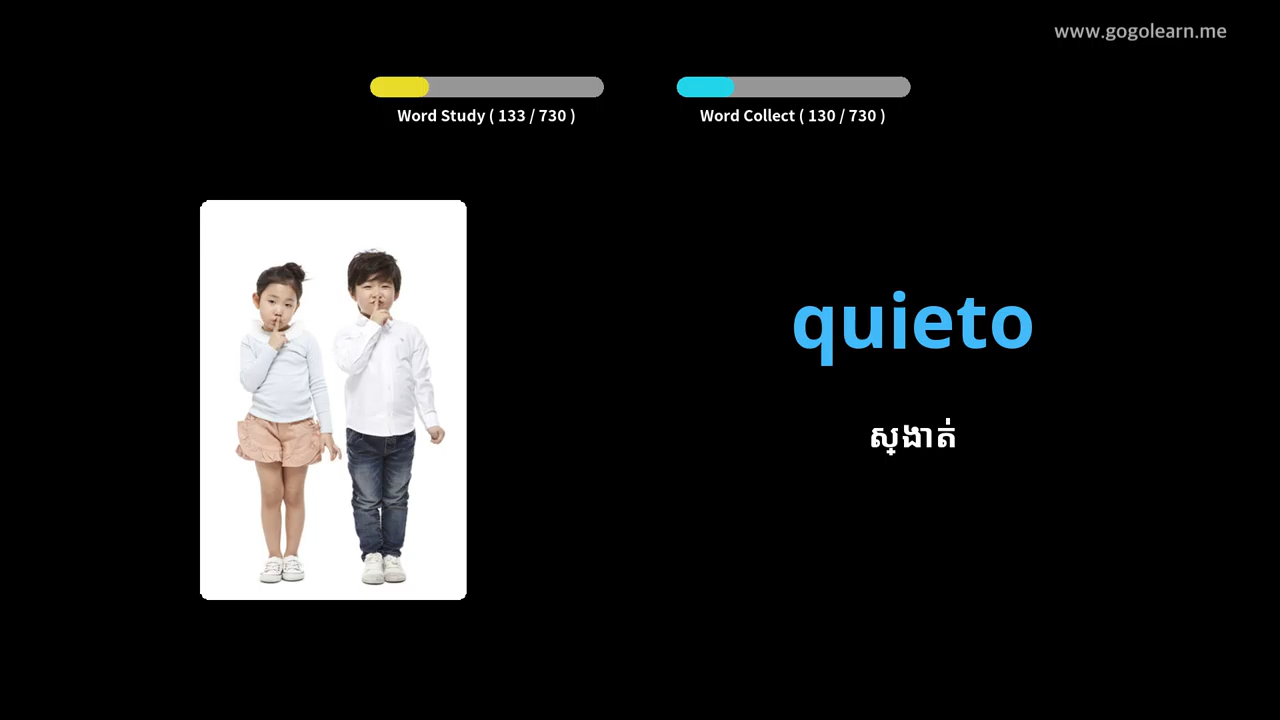 www.gogolearn.me
Word Study ( 133 / 730 )
Word Collect ( 130 / 730 )
quieto
ស្ងាត់